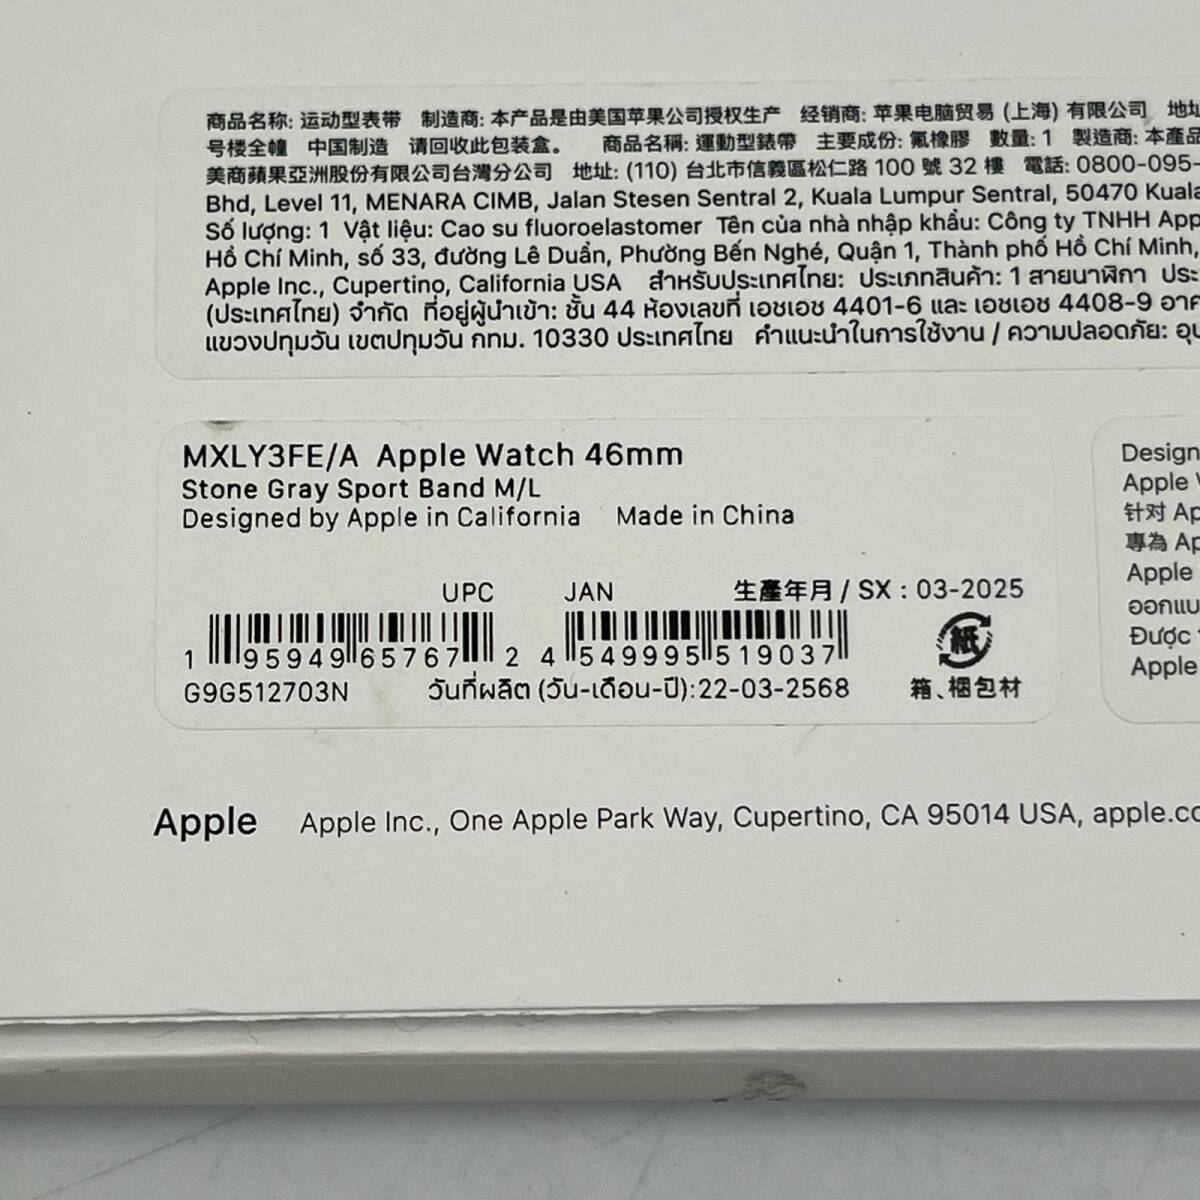 商品名称: 运动型表带 制造商: 本产品是由美国苹果公司授权生产 经销商: 苹果电脑贸易 (上海) 有限公司 地址
号楼全幢 中国制造 请回收此包装盒。 商品名稱: 運動型錶帶 主要成份: 氟橡膠 數量: 1 製造商: 本產品
美商蘋果亞洲股份有限公司台灣分公司 地址: (110) 台北市信義區松仁路 100 號 32 樓 電話: 0800-095-
Bhd, Level 11, MENARA CIMB, Jalan Stesen Sentral 2, Kuala Lumpur Sentral, 50470 Kuala
Số lượng: 1 Vật liệu: Cao su fluoroelastomer Tên của nhà nhập khẩu: Công ty TNHH App
Hồ Chí Minh, số 33, đường Lê Duẩn, Phường Bến Nghé, Quận 1, Thành phố Hồ Chí Minh,
Apple Inc., Cupertino, California USA สำหรับประเทศไทย: ประเภทสินค้า: 1 สายนาฬิกา ประ
(ประเทศไทย) จำกัด ที่อยู่ผู้นำเข้า: ชั้น 44 ห้องเลขที่ เอชเอช 4401-6 และ เอชเอช 4408-9 อาค
แขวงปทุมวัน เขตปทุมวัน กทม. 10330 ประเทศไทย คำแนะนำในการใช้งาน / ความปลอดภัย: อุป
MXLY3FE/A Apple Watch 46mm
Stone Gray Sport Band M/L
Designed by Apple in California Made in China
UPC JAN 生產年月 / SX : 03-2025
1 95949 65767 2 4 549995 519037
紙
G9G512703N วันที่ผลิต (วัน-เดือน-ปี):22-03-2568 箱、梱包材
Design
Apple W
针对 Ap
專為 Ap
Apple
ออกแบ
Được t
Apple
Apple Apple Inc., One Apple Park Way, Cupertino, CA 95014 USA, apple.co